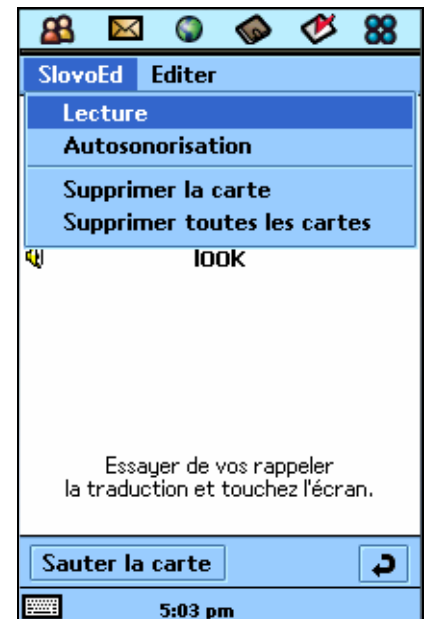 SlovoEd Editer
Lecture
Autosonorisation
Supprimer la carte
Supprimer toutes les cartes
look
Essayer de vos rappeler
la traduction et touchez l'écran.
Sauter la carte
5:03 pm